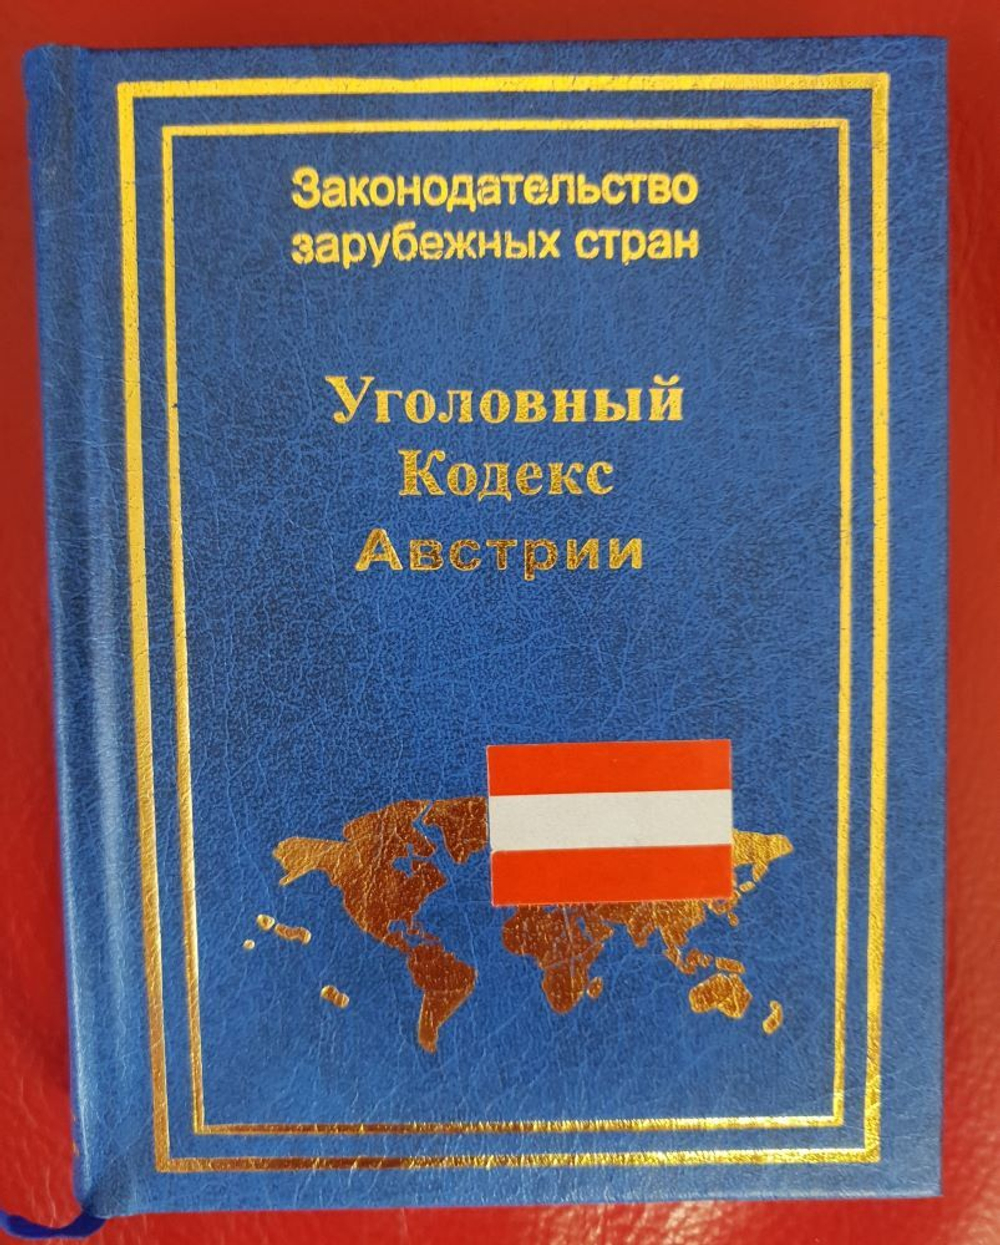 Законодательство
зарубежных стран
Уголовный
Кодекс
Австрии